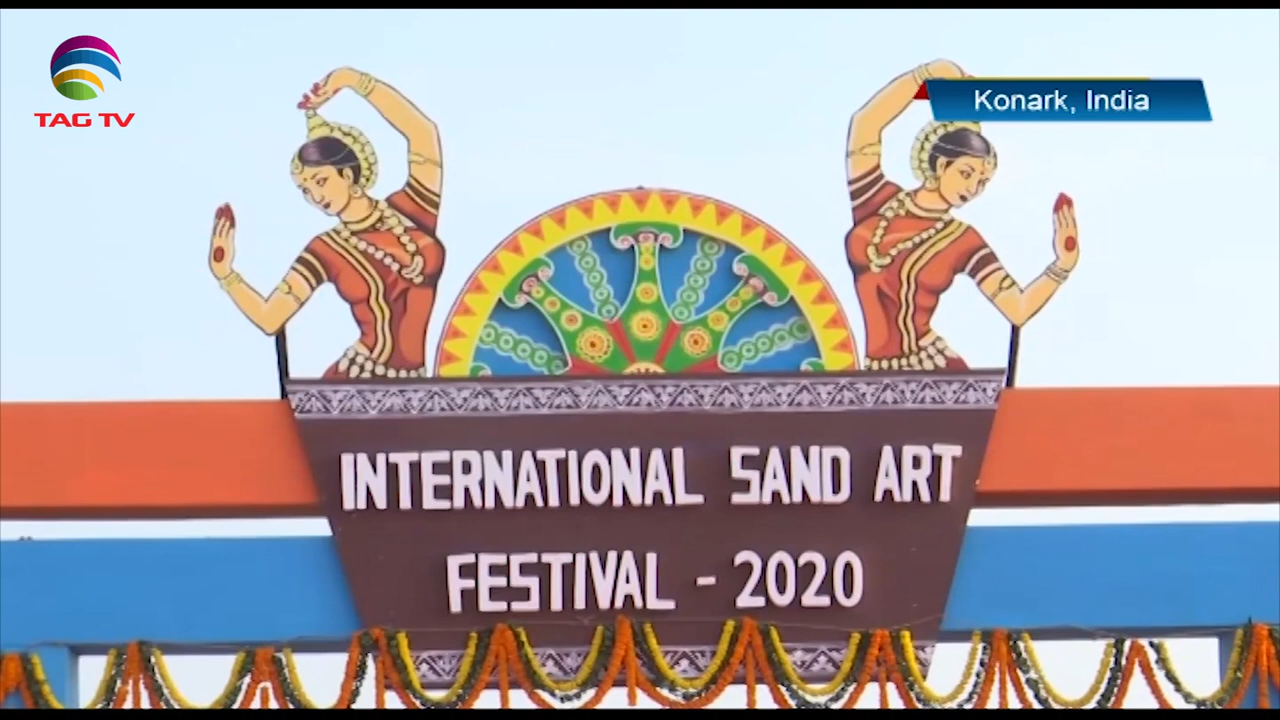 TAG TV
Konark, India
INTERNATIONAL SAND ART
FESTIVAL - 2020